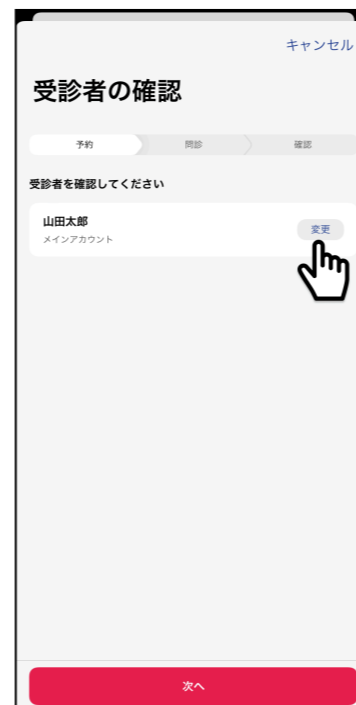 キャンセル
受診者の確認
予約
問診
確認
受診者を確認してください
山田太郎
メインアカウント
変更
次へ